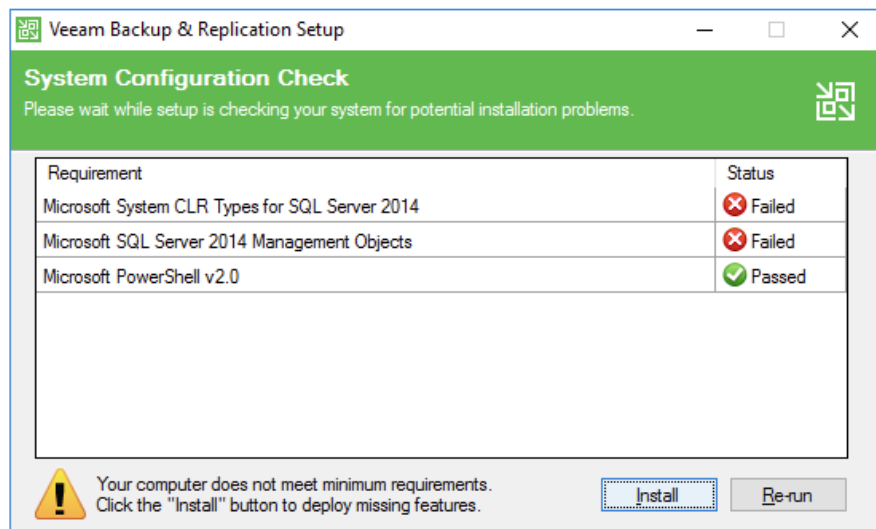 Veeam Backup & Replication Setup
System Configuration Check
Please wait while setup is checking your system for potential installation problems.
Requirement Status
Microsoft System CLR Types for SQL Server 2014 Failed
Microsoft SQL Server 2014 Management Objects Failed
Microsoft PowerShell v2.0 Passed
Your computer does not meet minimum requirements.
Click the "Install" button to deploy missing features.
Install Re-run